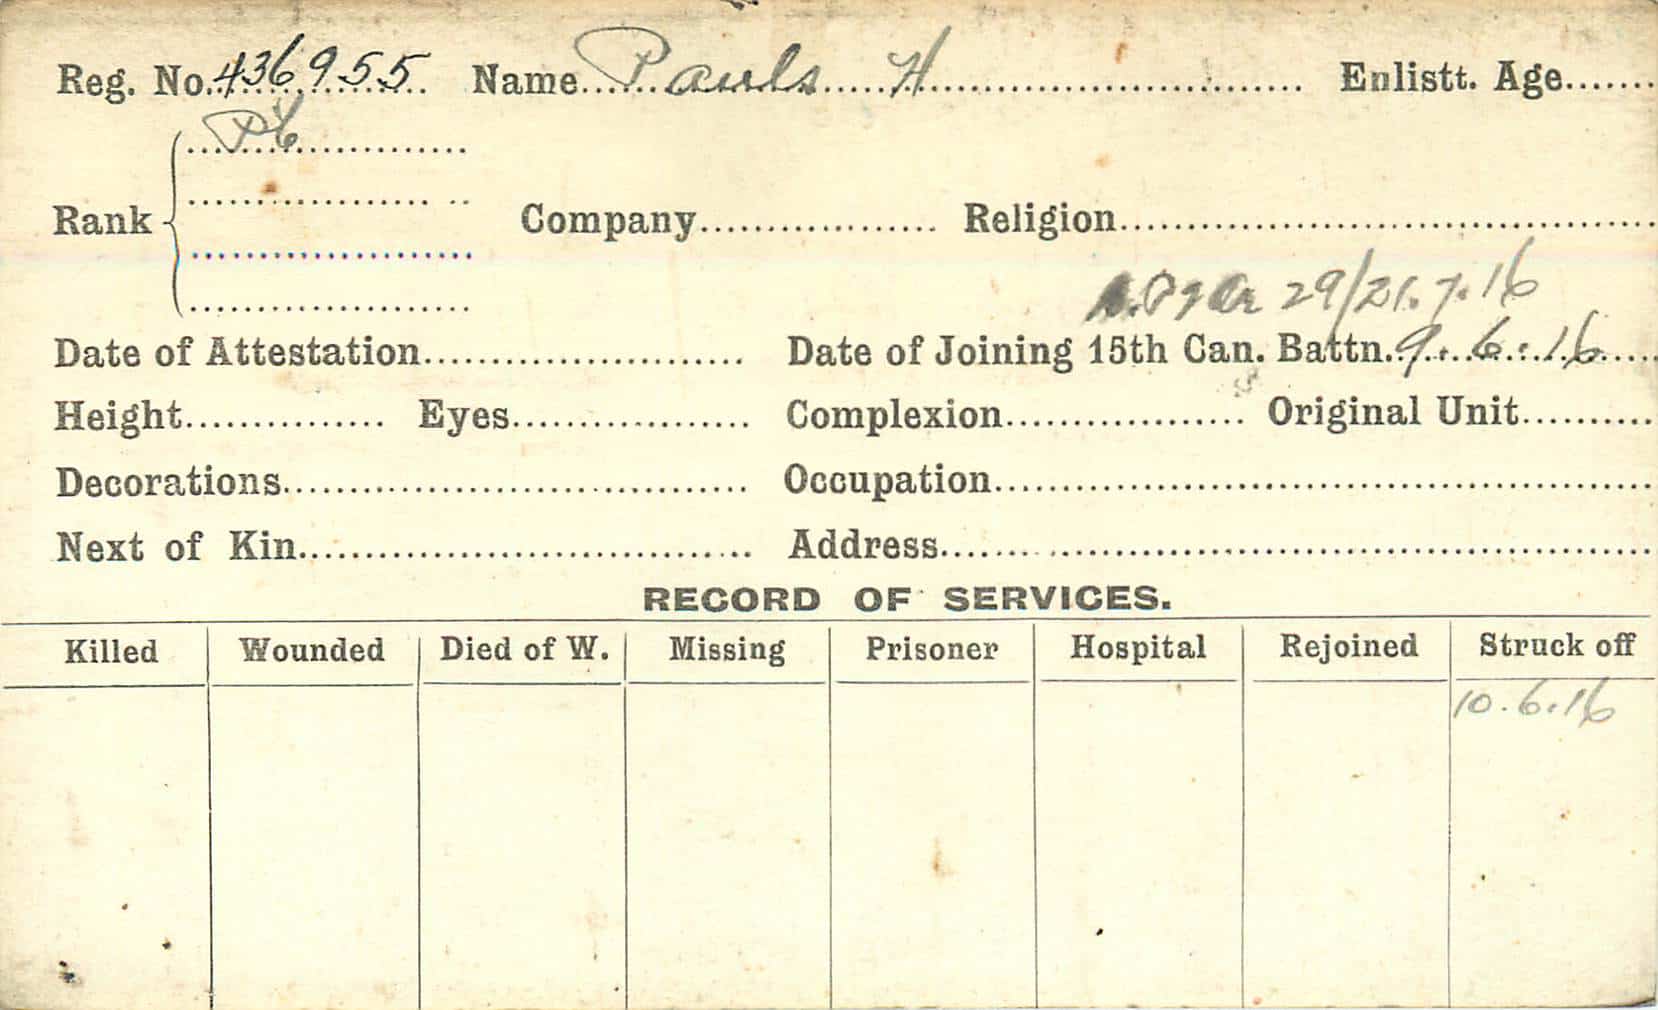 Reg. No. 436955 Name Pauls H Enlistt. Age
Pte
Rank Company Religion
29/21.7.16
Date of Attestation Date of Joining 15th Can. Battn. 9.6.16
Height Eyes Complexion Original Unit
Decorations Occupation
Next of Kin Address
RECORD OF SERVICES.
Killed Wounded Died of W. Missing Prisoner Hospital Rejoined Struck off
10.6.16